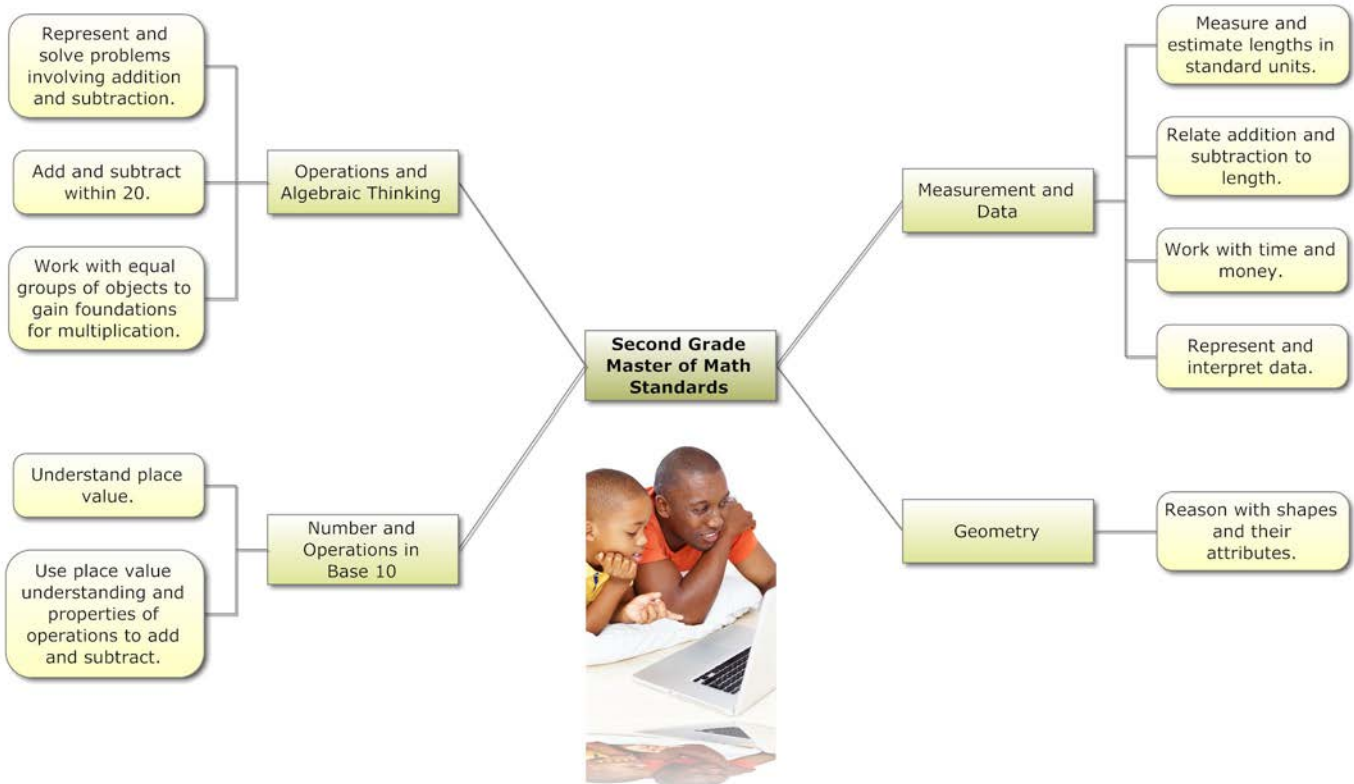 Represent and
solve problems
involving addition
and subtraction.
Add and subtract
within 20.
Work with equal
groups of objects to
gain foundations
for multiplication.
Operations and
Algebraic Thinking
Understand place
value.
Use place value
understanding and
properties of
operations to add
and subtract.
Number and
Operations in
Base 10
Second Grade
Master of Math
Standards
Measurement and
Data
Measure and
estimate lengths in
standard units.
Relate addition and
subtraction to
length.
Work with time and
money.
Represent and
interpret data.
Geometry
Reason with shapes
and their
attributes.